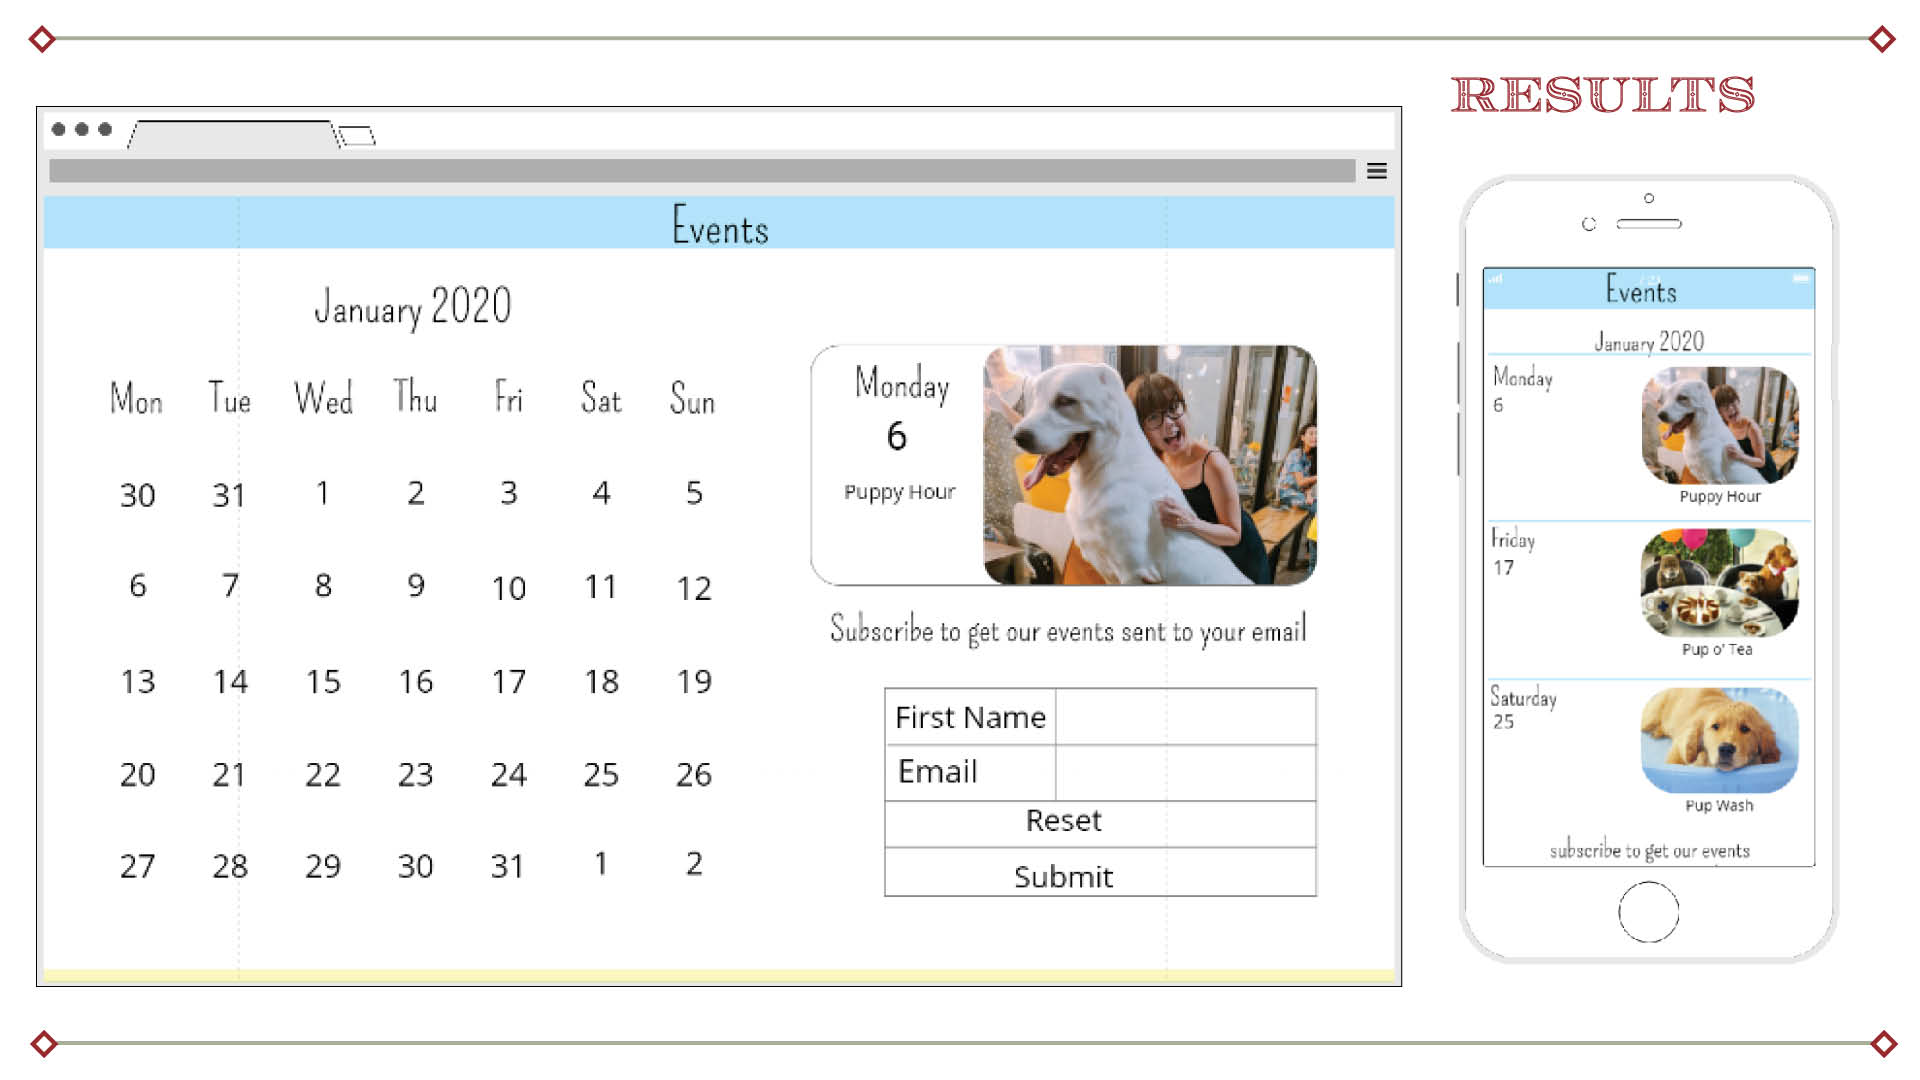 RESULTS
Events
January 2020
Mon Tue Wed Thu Fri Sat Sun
30 31 1 2 3 4 5
6 7 8 9 10 11 12
13 14 15 16 17 18 19
20 21 22 23 24 25 26
27 28 29 30 31 1 2
Monday
6
Puppy Hour
Subscribe to get our events sent to your email
First Name
Email
Reset
Submit
Events
January 2020
Monday
6
Puppy Hour
Friday
17
Pup o' Tea
Saturday
25
Pup Wash
subscribe to get our events